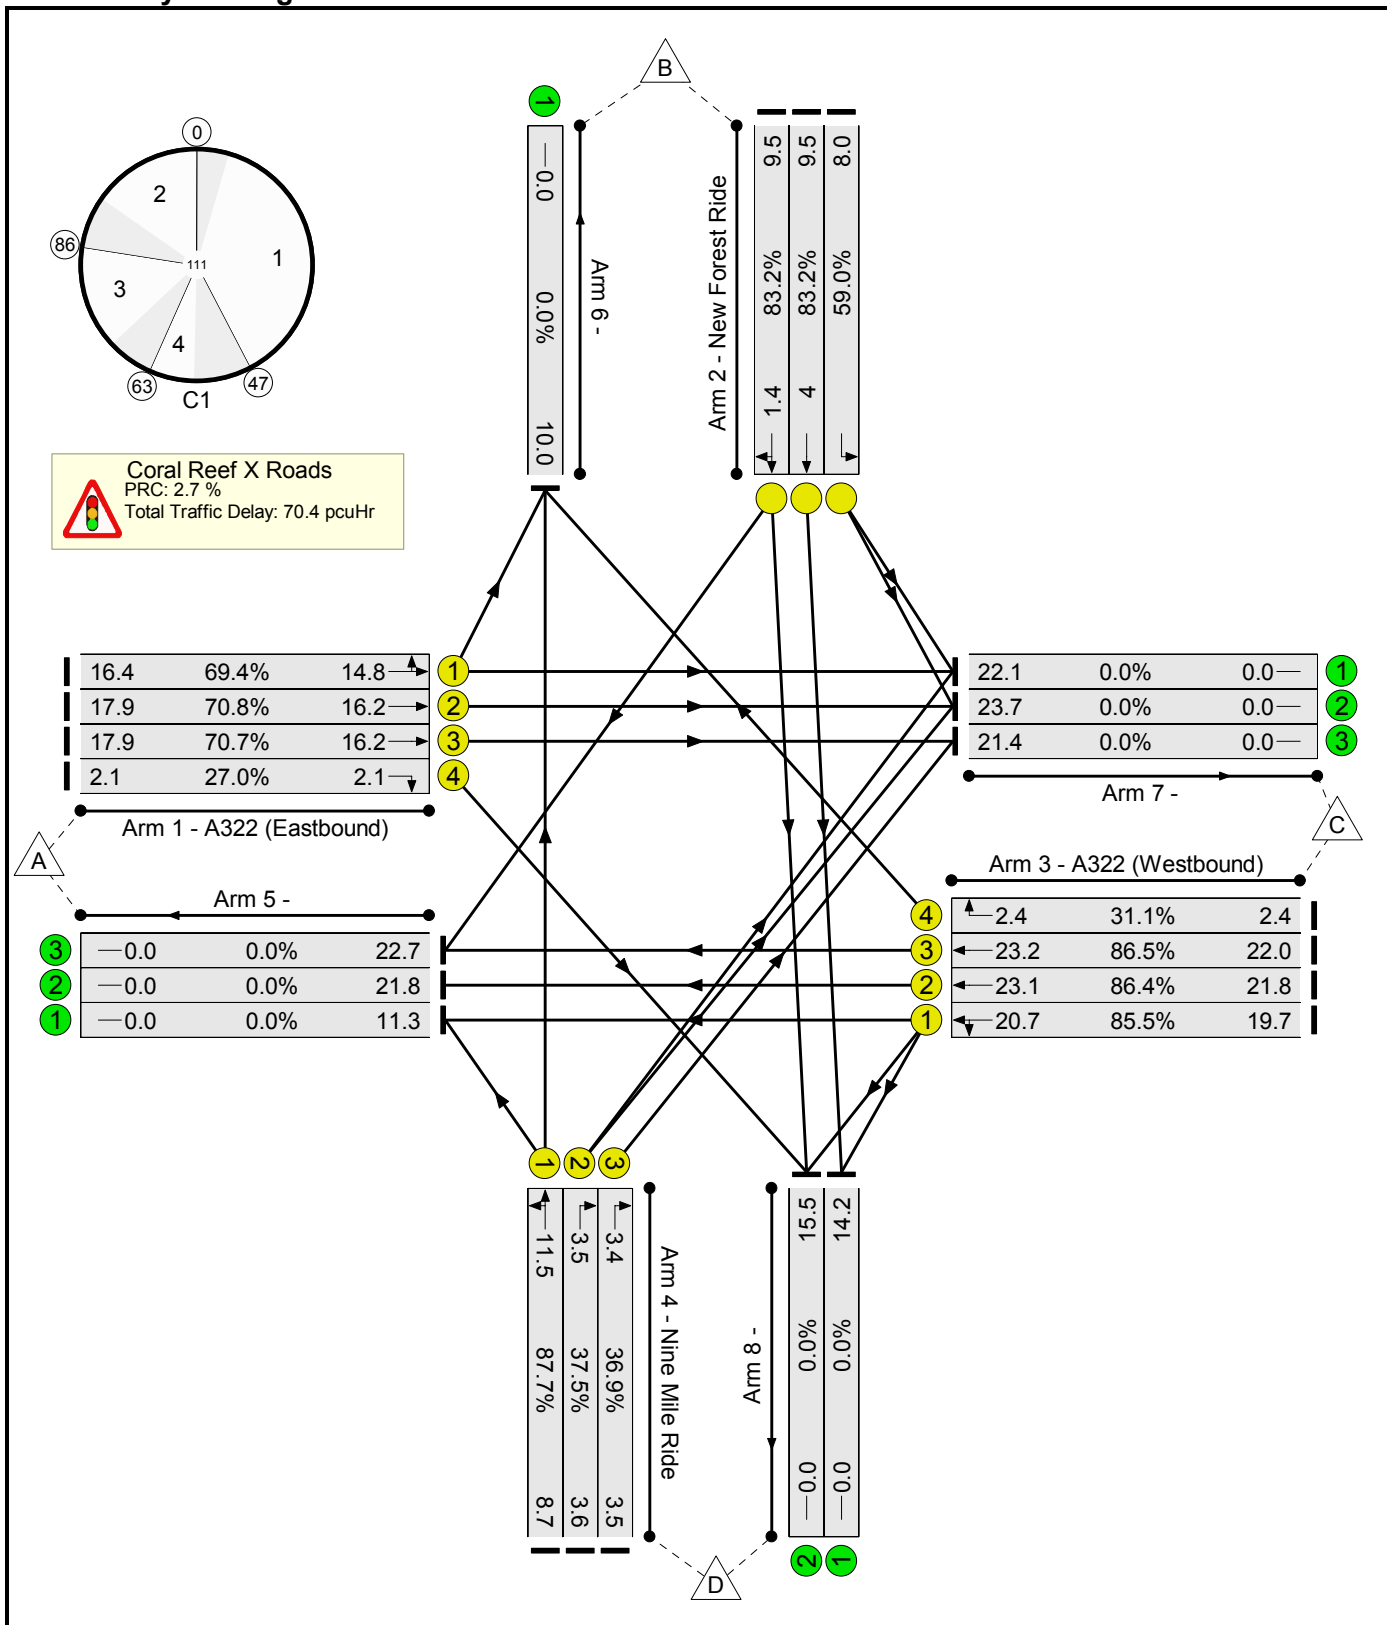 B
0
1
2
86
111
1
3
4
63
47
C1
Coral Reef X Roads
PRC: 2.7 %
Total Traffic Delay: 70.4 pcuHr
0.0 0.0% 10.0
Arm 6 -
Arm 2 - New Forest Ride
1.4 83.2% 9.5
4 83.2% 9.5
59.0% 8.0
16.4 69.4% 14.8 1
17.9 70.8% 16.2 2
17.9 70.7% 16.2 3
2.1 27.0% 2.1 4
Arm 1 - A322 (Eastbound)
A
Arm 5 -
3 0.0 0.0% 22.7
2 0.0 0.0% 21.8
1 0.0 0.0% 11.3
22.1 0.0% 0.0 1
23.7 0.0% 0.0 2
21.4 0.0% 0.0 3
Arm 7 -
C
Arm 3 - A322 (Westbound)
4 2.4 31.1% 2.4
3 23.2 86.5% 22.0
2 23.1 86.4% 21.8
1 20.7 85.5% 19.7
1 11.5 87.7% 8.7
2 3.5 37.5% 3.6
3 3.4 36.9% 3.5
Arm 4 - Nine Mile Ride
Arm 8 -
2 0.0 0.0% 15.5
1 0.0 0.0% 14.2
D